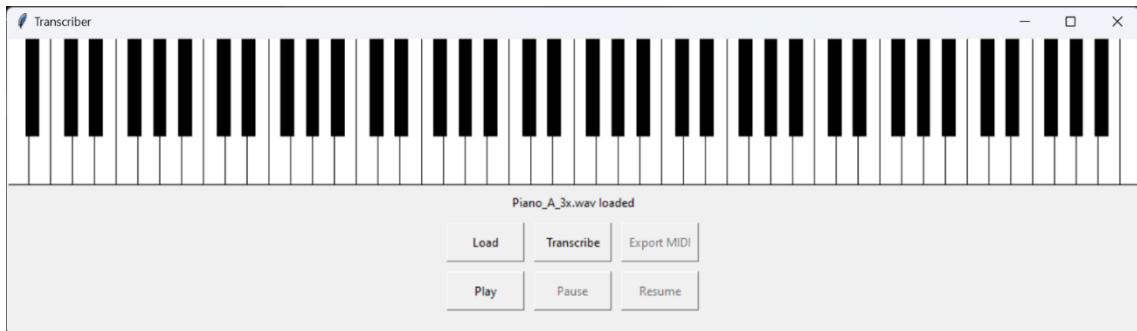 Transcriber
Piano_A_3x.wav loaded
Load Transcribe Export MIDI
Play Pause Resume